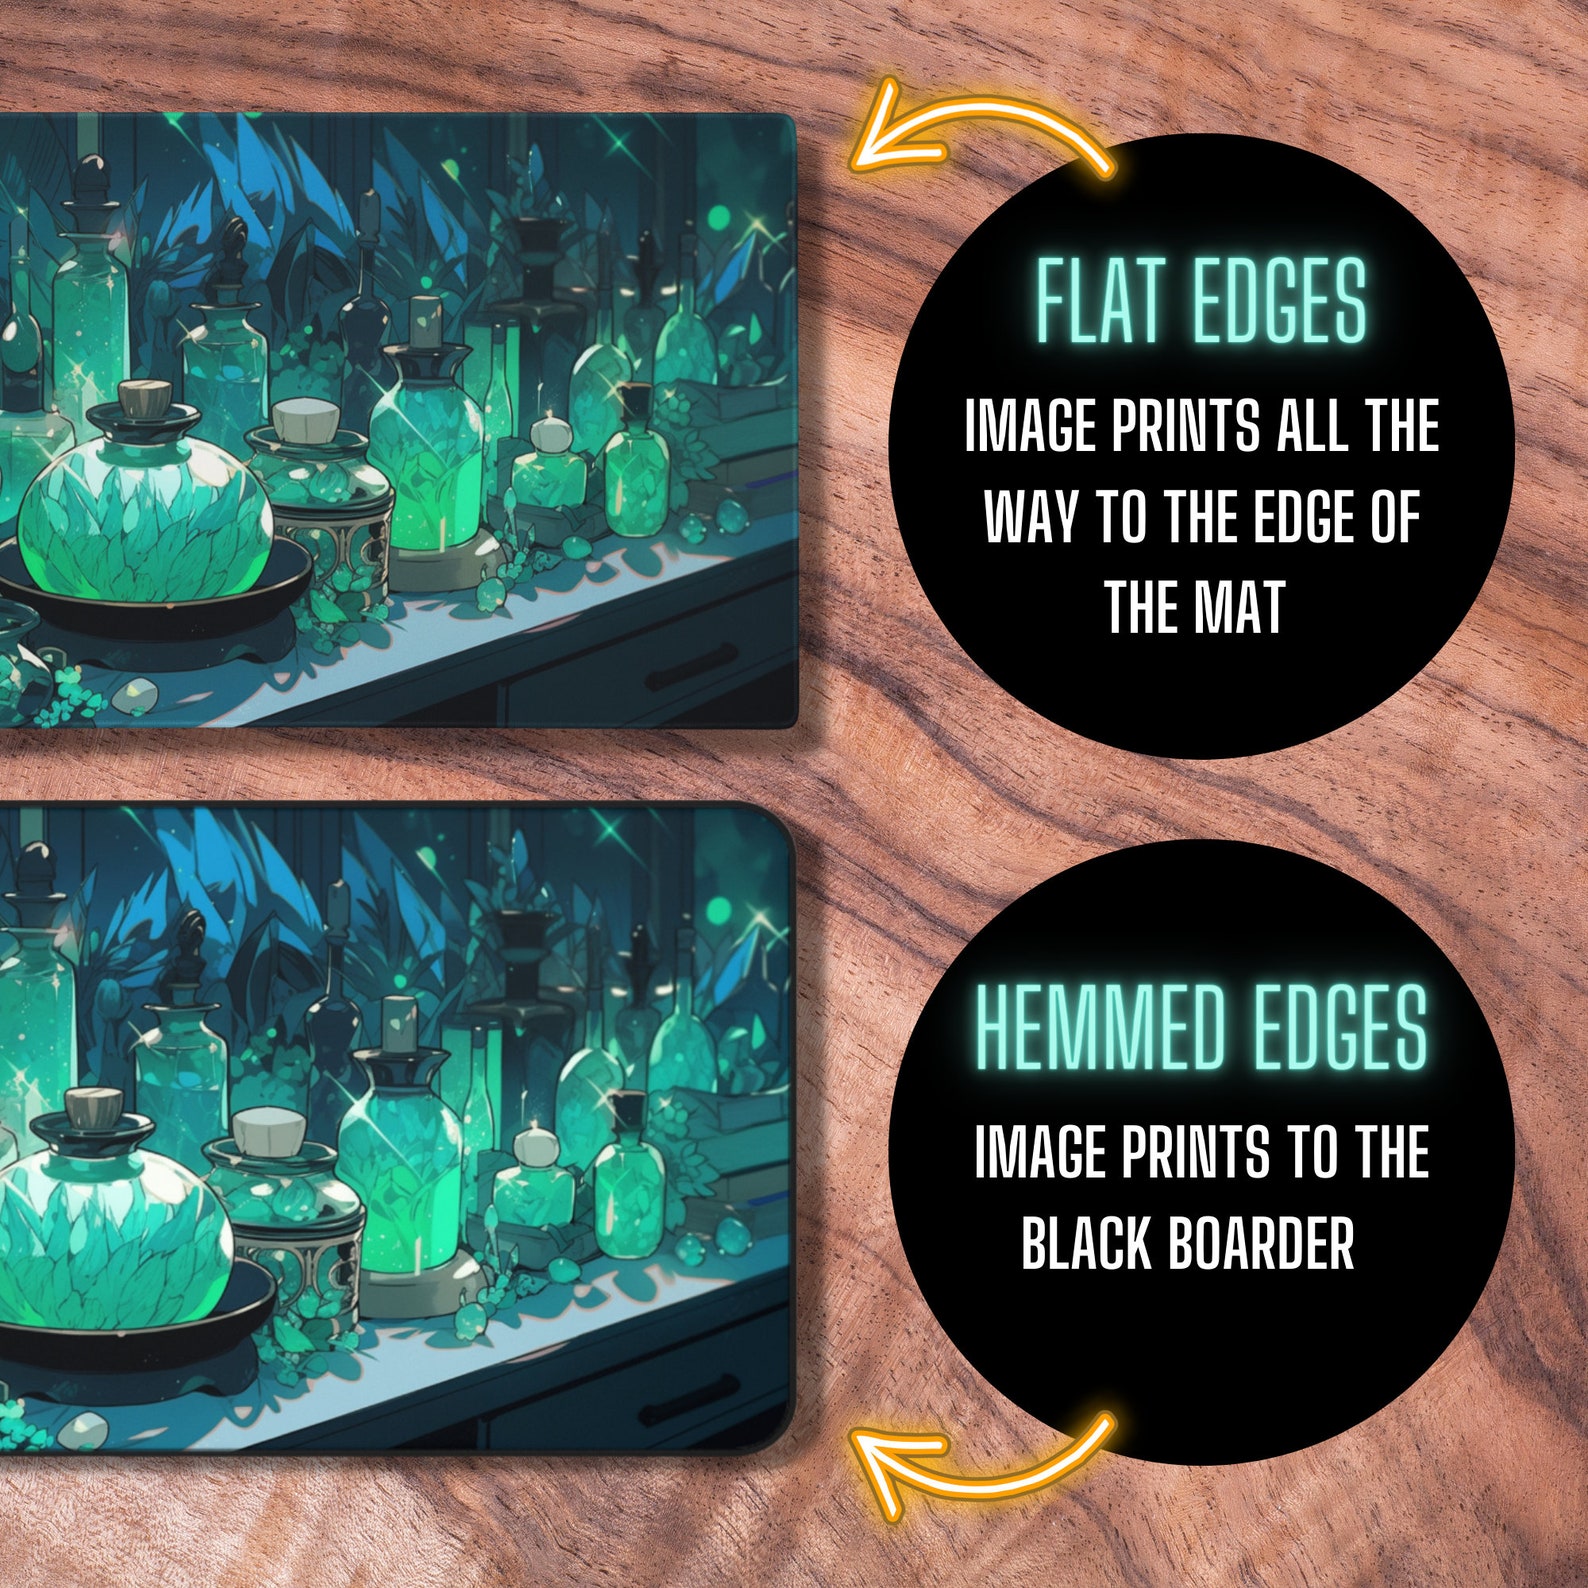 FLAT EDGES
IMAGE PRINTS ALL THE
WAY TO THE EDGE OF
THE MAT
HEMMED EDGES
IMAGE PRINTS TO THE
BLACK BOARDER